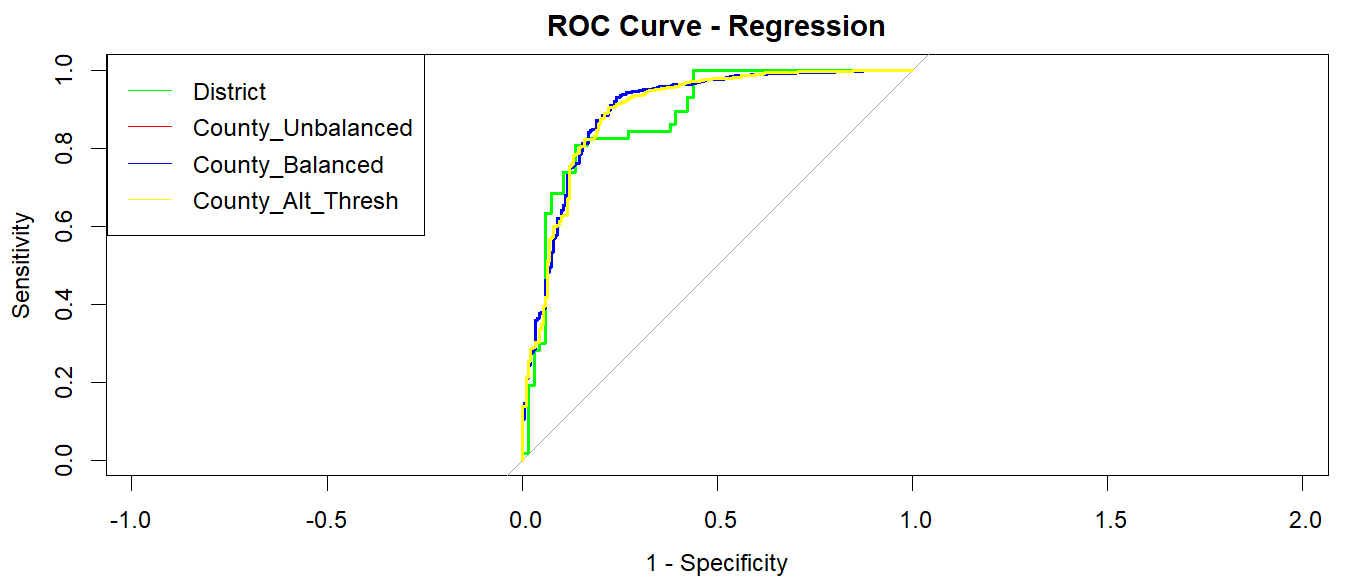 ROC Curve - Regression
District
County_Unbalanced
County_Balanced
County_Alt_Thresh
Sensitivity
1.0
0.8
0.6
0.4
0.2
0.0
-1.0 -0.5 0.0 0.5 1.0 1.5 2.0
1 - Specificity